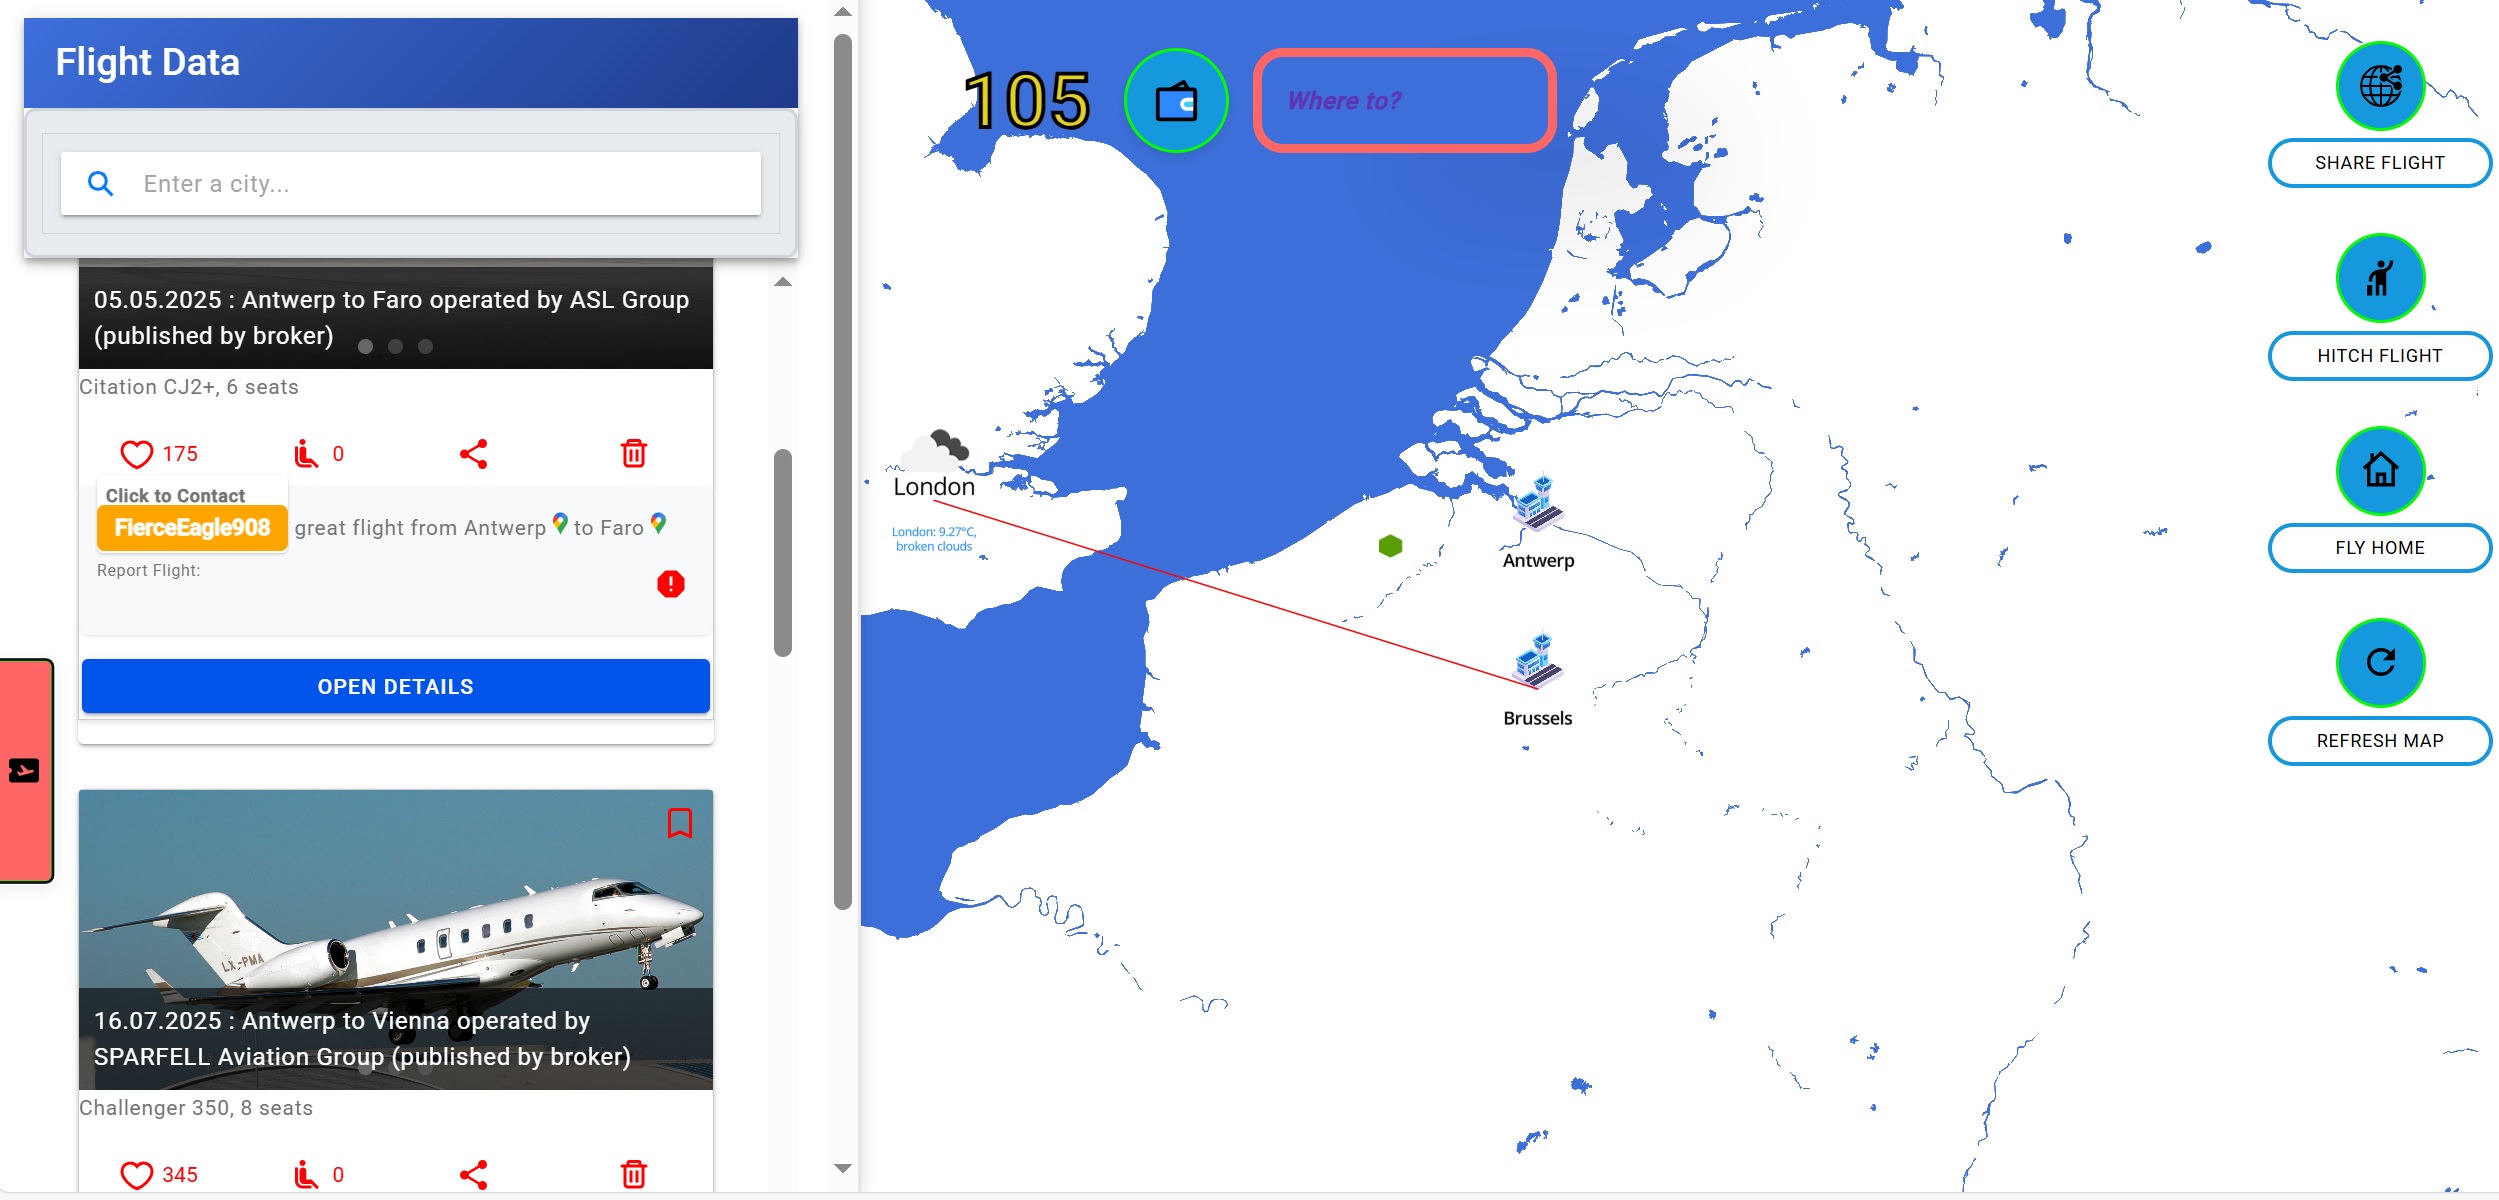 Flight Data
Enter a city...
05.05.2025 : Antwerp to Faro operated by ASL Group
(published by broker)
Citation CJ2+, 6 seats
175
0
Click to Contact
FierceEagle908 great flight from Antwerp to Faro
Report Flight:
OPEN DETAILS
LX-PMA
16.07.2025 : Antwerp to Vienna operated by
SPARFELL Aviation Group (published by broker)
Challenger 350, 8 seats
345
0
105
Where to?
London
London: 9.27°C,
broken clouds
Antwerp
Brussels
SHARE FLIGHT
HITCH FLIGHT
FLY HOME
REFRESH MAP